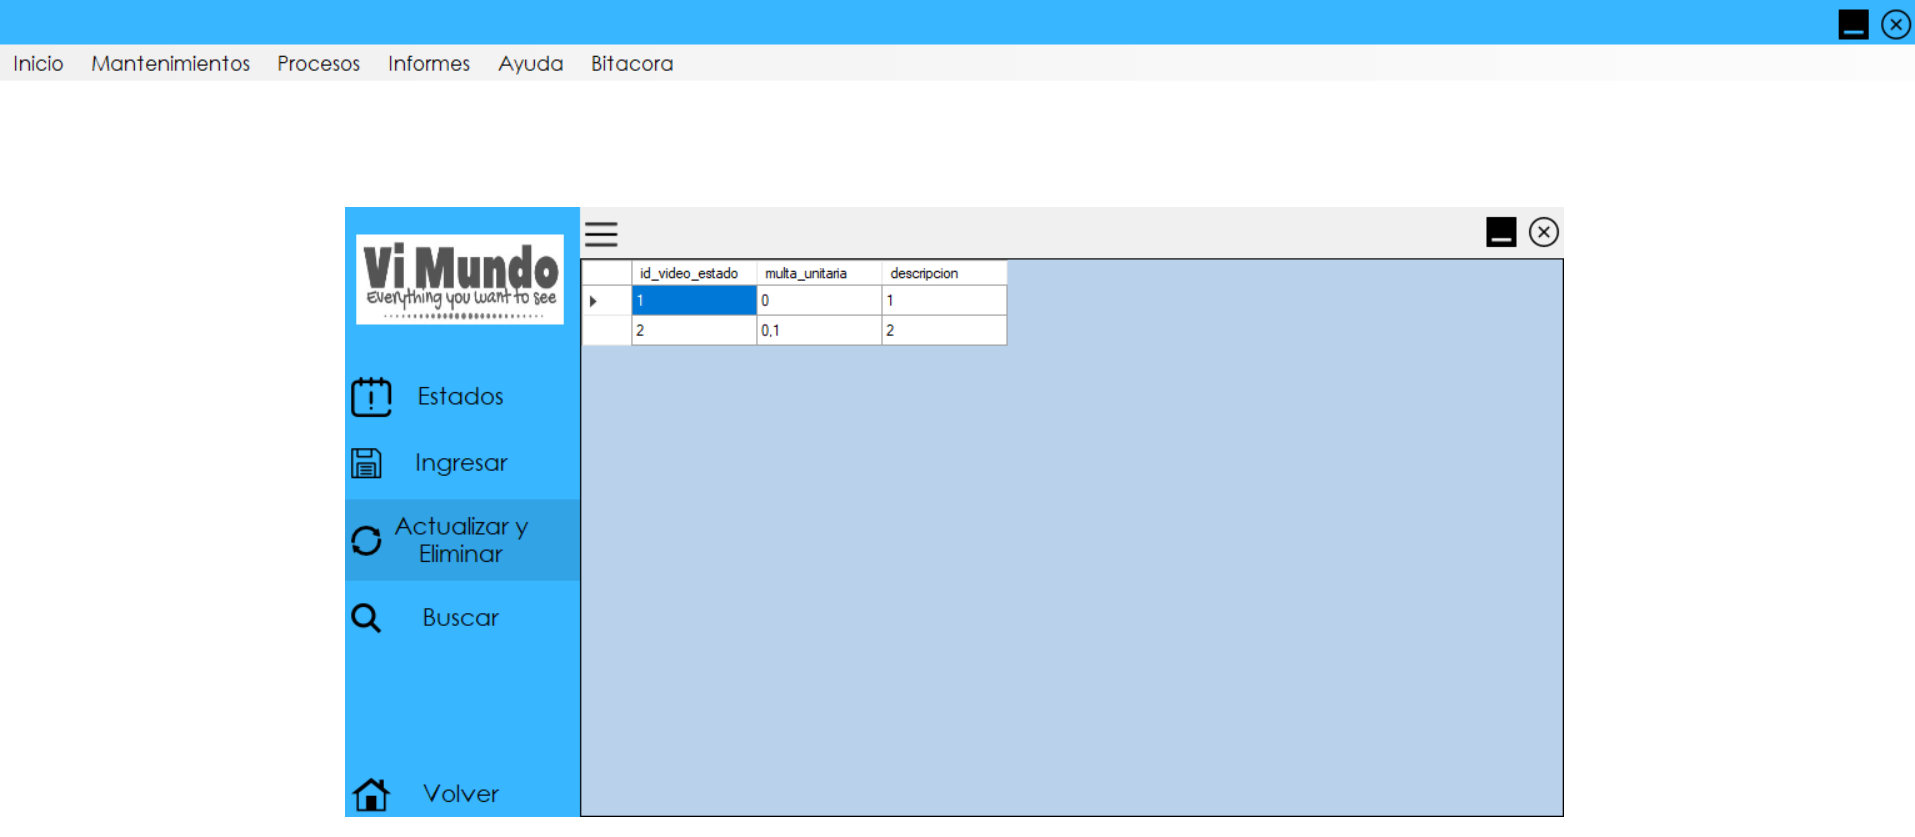 Inicio Mantenimientos Procesos Informes Ayuda Bitacora
Vi Mundo
Everything you want to see
id_video_estado multa_unitaria descripcion
1 0 1
2 0,1 2
Estados
Ingresar
Actualizar y
Eliminar
Buscar
Volver